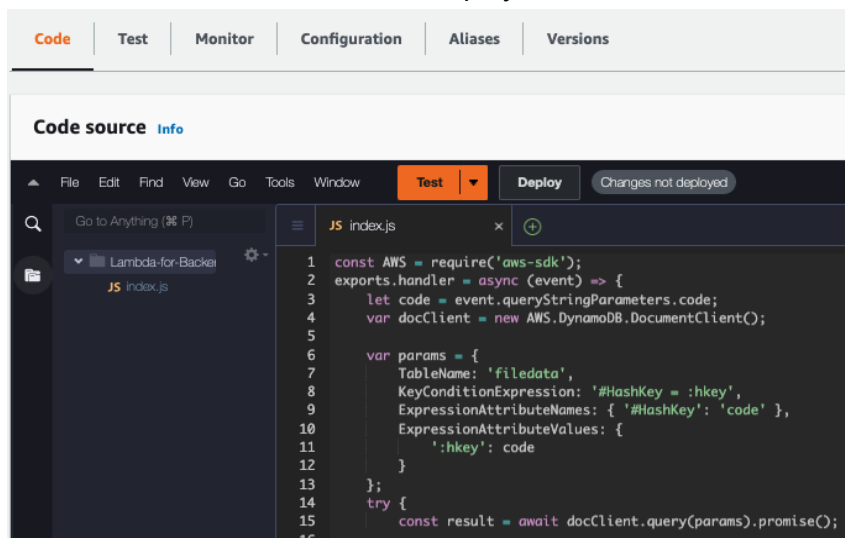 Code Test Monitor Configuration Aliases Versions
Code source Info
File Edit Find View Go Tools Window Test Deploy Changes not deployed
Go to Anything (⌘ P)
JS index.js
Lambda-for-Backe
JS index.js
1 const AWS = require('aws-sdk');
2 exports.handler = async (event) => {
3 let code = event.queryStringParameters.code;
4 var docClient = new AWS.DynamoDB.DocumentClient();
5
6 var params = {
7 TableName: 'filedata',
8 KeyConditionExpression: '#HashKey = :hkey',
9 ExpressionAttributeNames: { '#HashKey': 'code' },
10 ExpressionAttributeValues: {
11 ':hkey': code
12 }
13 };
14 try {
15 const result = await docClient.query(params).promise();